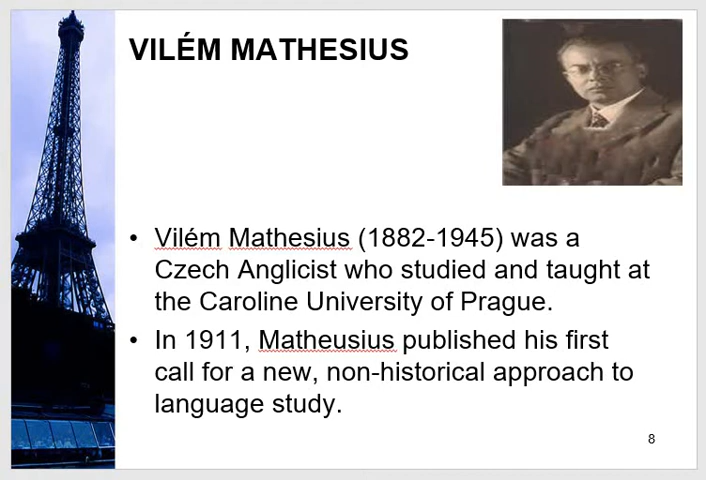 VILÉM MATHESIUS
• Vilém Mathesius (1882-1945) was a
Czech Anglicist who studied and taught at
the Caroline University of Prague.
• In 1911, Matheusius published his first
call for a new, non-historical approach to
language study.
8